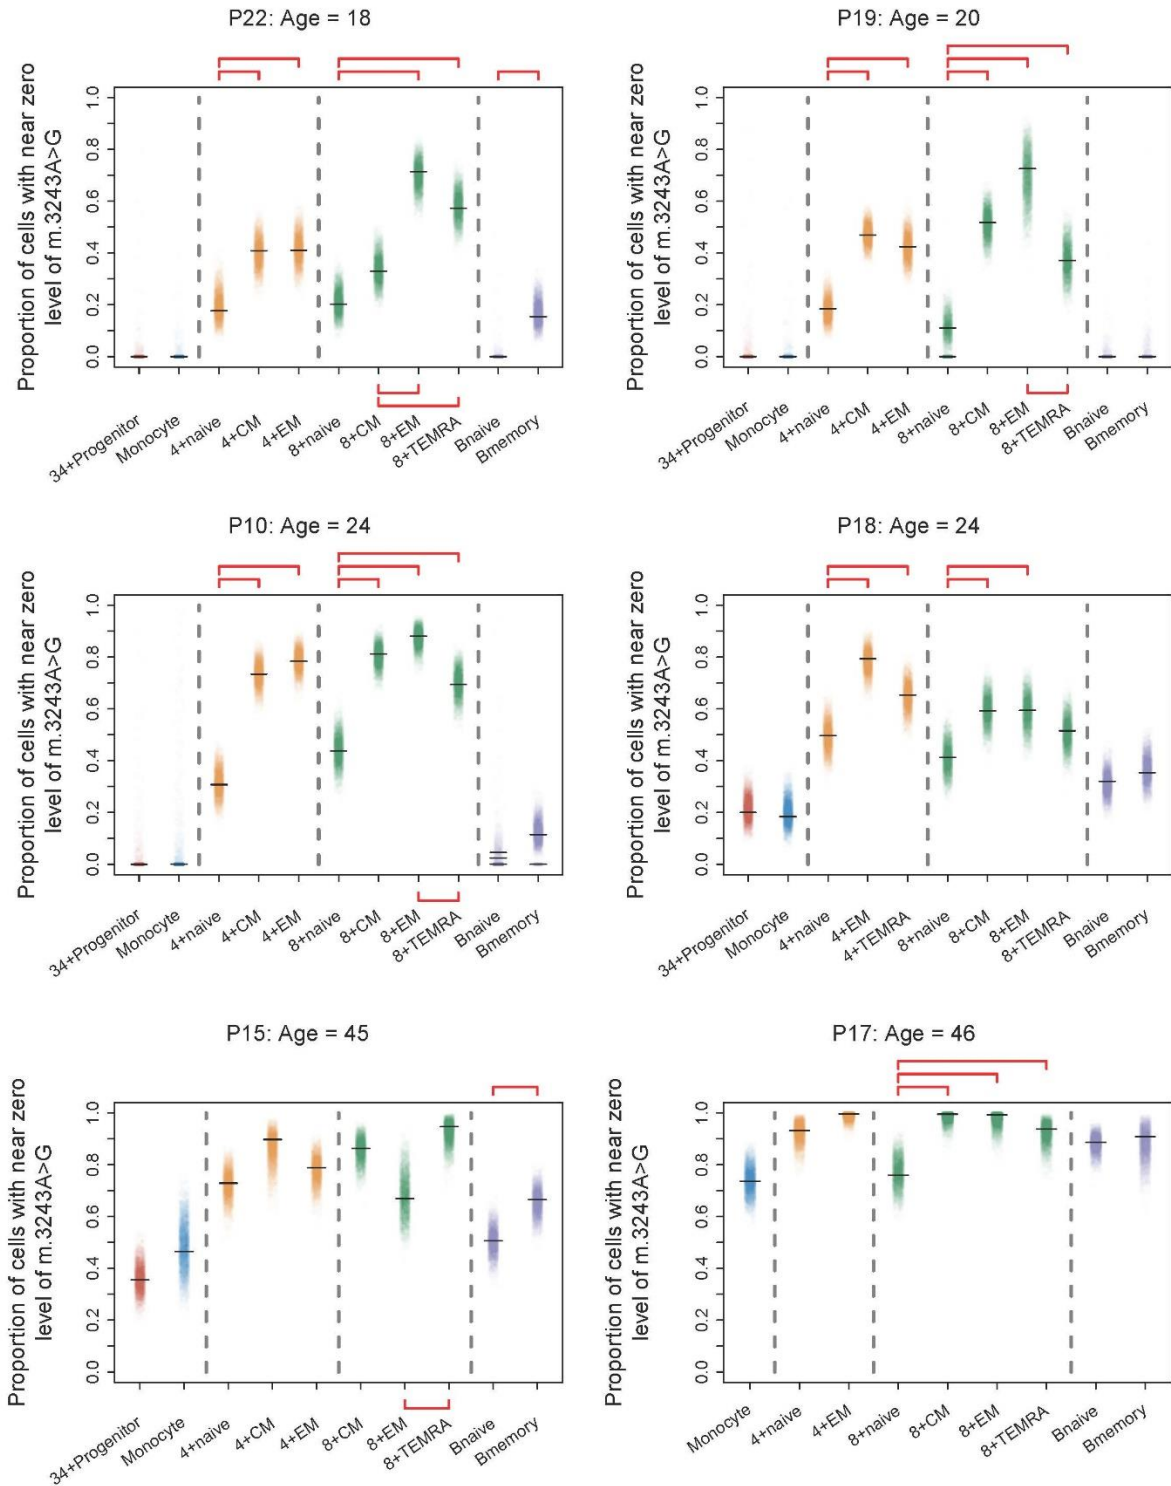 P22: Age = 18
Proportion of cells with near zero
level of m.3243A>G
1.0
0.8
0.6
0.4
0.2
0.0
34+Progenitor
Monocyte
4+naive
4+CM
4+EM
8+naive
8+CM
8+EM
8+TEMRA
Bnaive
Bmemory
P19: Age = 20
Proportion of cells with near zero
level of m.3243A>G
1.0
0.8
0.6
0.4
0.2
0.0
34+Progenitor
Monocyte
4+naive
4+CM
4+EM
8+naive
8+CM
8+EM
8+TEMRA
Bnaive
Bmemory
P10: Age = 24
Proportion of cells with near zero
level of m.3243A>G
1.0
0.8
0.6
0.4
0.2
0.0
34+Progenitor
Monocyte
4+naive
4+CM
4+EM
8+naive
8+CM
8+EM
8+TEMRA
Bnaive
Bmemory
P18: Age = 24
Proportion of cells with near zero
level of m.3243A>G
1.0
0.8
0.6
0.4
0.2
0.0
34+Progenitor
Monocyte
4+naive
4+EM
4+TEMRA
8+naive
8+CM
8+EM
8+TEMRA
Bnaive
Bmemory
P15: Age = 45
Proportion of cells with near zero
level of m.3243A>G
1.0
0.8
0.6
0.4
0.2
0.0
34+Progenitor
Monocyte
4+naive
4+CM
4+EM
8+CM
8+EM
8+TEMRA
Bnaive
Bmemory
P17: Age = 46
Proportion of cells with near zero
level of m.3243A>G
1.0
0.8
0.6
0.4
0.2
0.0
Monocyte
4+naive
4+EM
8+naive
8+CM
8+EM
8+TEMRA
Bnaive
Bmemory